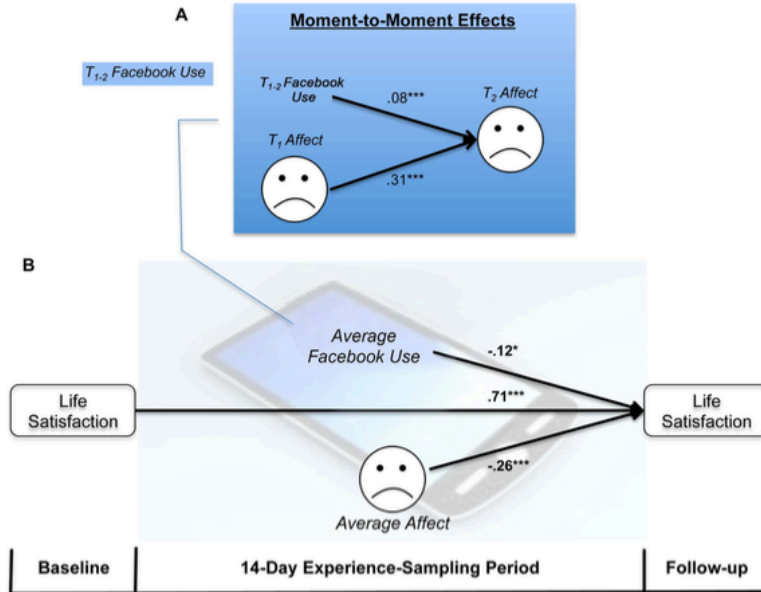 A
Moment-to-Moment Effects
T1-2 Facebook Use
T1-2 Facebook
Use
.08***
T2 Affect
T1 Affect
.31***
B
Average
Facebook Use
-.12*
Life
Satisfaction
.71***
Life
Satisfaction
-.26***
Average Affect
Baseline
14-Day Experience-Sampling Period
Follow-up